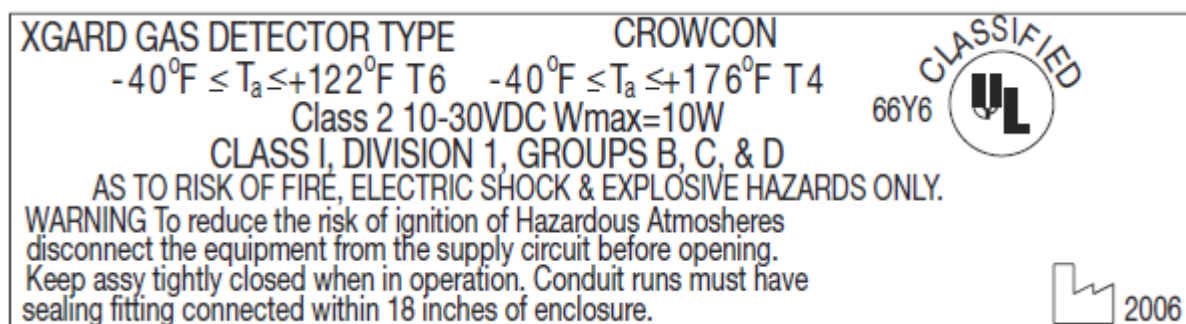 XGARD GAS DETECTOR TYPE CROWCON
-40°F ≤ Ta ≤+122°F T6 -40°F ≤Ta ≤+176°F T4
Class 2 10-30VDC Wmax=10W
CLASS I, DIVISION 1, GROUPS B, C, & D
AS TO RISK OF FIRE, ELECTRIC SHOCK & EXPLOSIVE HAZARDS ONLY.
WARNING To reduce the risk of ignition of Hazardous Atmosheres
disconnect the equipment from the supply circuit before opening.
Keep assy tightly closed when in operation. Conduit runs must have
sealing fitting connected within 18 inches of enclosure.
CLASSIFIED
66Y6 UL
2006